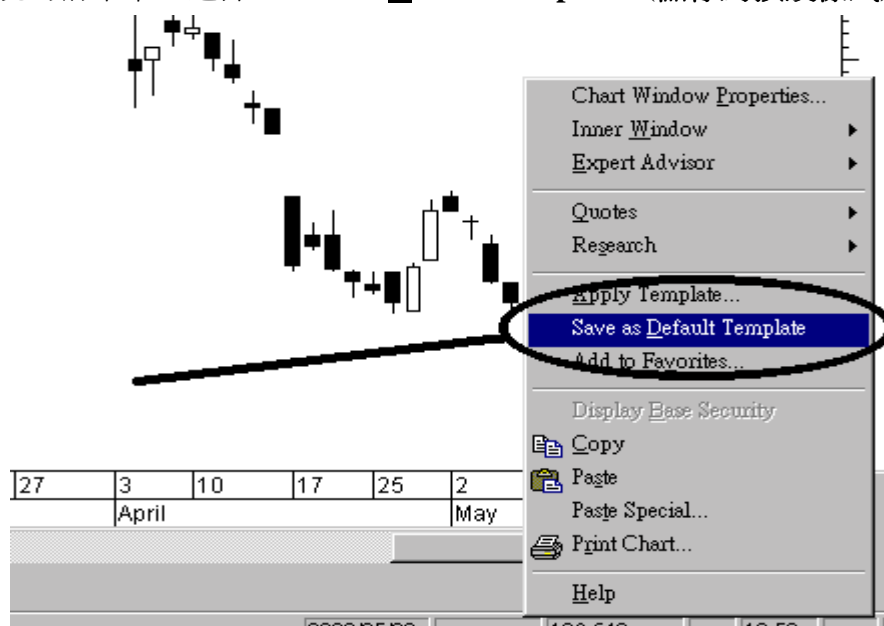 Chart Window Properties...
Inner Window
Expert Advisor
Quotes
Research
Apply Template...
Save as Default Template
Add to Favorites...
Display Base Security
Copy
Paste
Paste Special...
Print Chart...
Help
27 3 10 17 25 2
April May